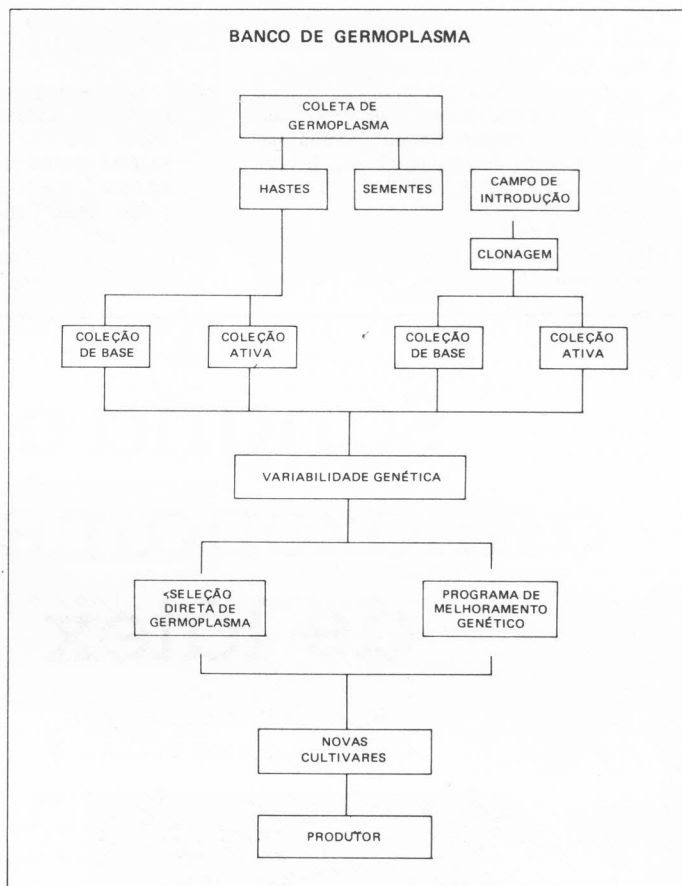 BANCO DE GERMOPLASMA
COLETA DE
GERMOPLASMA
HASTES
SEMENTES
CAMPO DE
INTRODUÇÃO
CLONAGEM
COLEÇÃO
DE BASE
COLEÇÃO
ATIVA
COLEÇÃO
DE BASE
COLEÇÃO
ATIVA
VARIABILIDADE GENÉTICA
SELEÇÃO
DIRETA DE
GERMOPLASMA
PROGRAMA DE
MELHORAMENTO
GENÉTICO
NOVAS
CULTIVARES
PRODUTOR